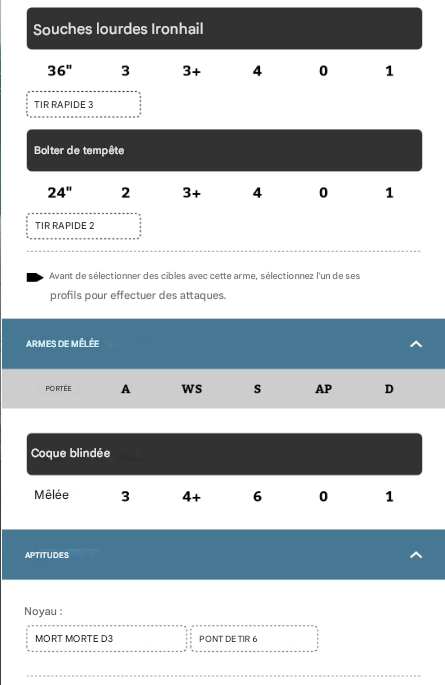 Souches lourdes Ironhail
36" 3 3+ 4 0 1
TIR RAPIDE 3
Bolter de tempête
24" 2 3+ 4 0 1
TIR RAPIDE 2
Avant de sélectionner des cibles avec cette arme, sélectionnez l'un de ses
profils pour effectuer des attaques.
ARMES DE MÊLÉE
PORTÉE A WS S AP D
Coque blindée
Mêlée 3 4+ 6 0 1
APTITUDES
Noyau :
MORT MORTE D3 PONT DE TIR 6